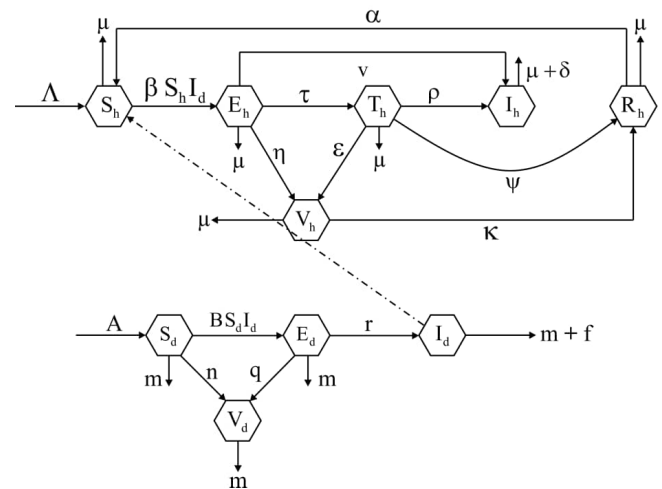 α
μ μ
v μ + δ
Λ S_h β S_h I_d E_h τ T_h ρ I_h R_h
μ η ε μ
ψ
μ V_h κ
A S_d BS_dI_d E_d r I_d m + f
m n q m
V_d
m